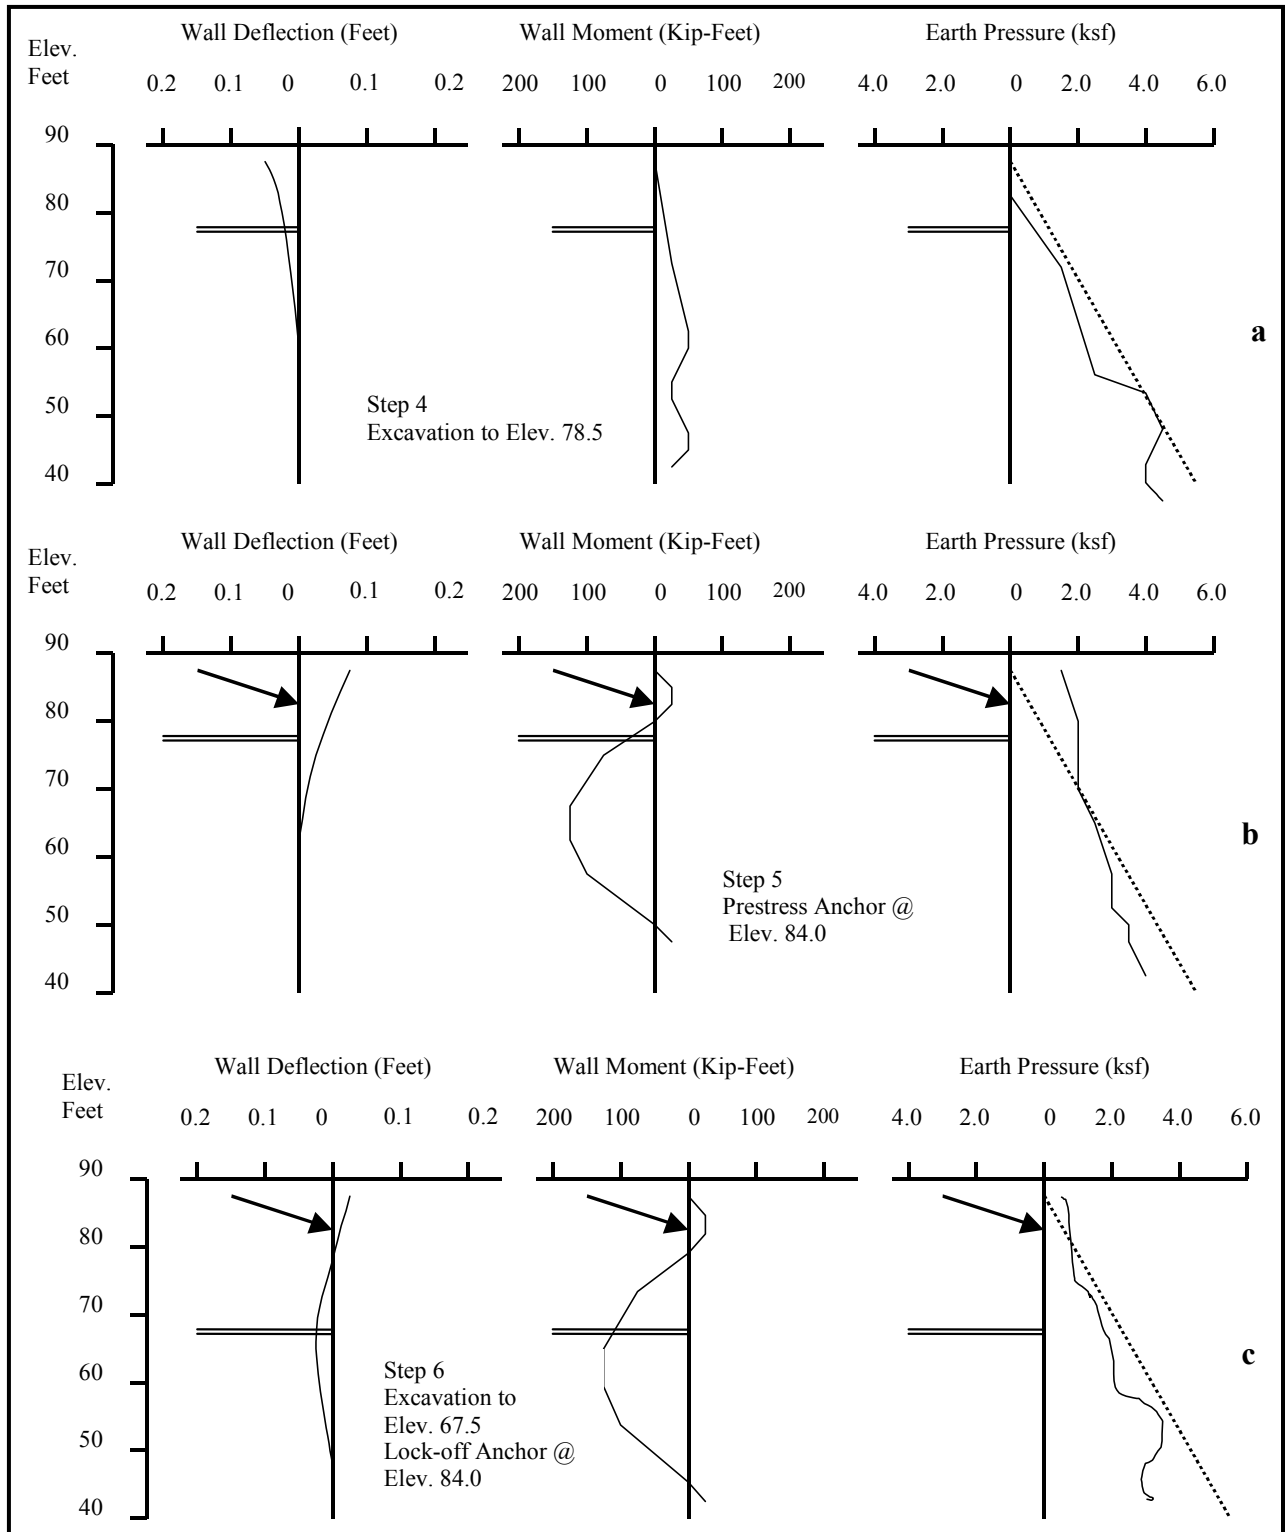 Wall Deflection (Feet) Wall Moment (Kip-Feet) Earth Pressure (ksf)
Elev.
Feet
0.2 0.1 0 0.1 0.2 200 100 0 100 200 4.0 2.0 0 2.0 4.0 6.0
90
80
70
60
50
40
Step 4
Excavation to Elev. 78.5
a
Wall Deflection (Feet) Wall Moment (Kip-Feet) Earth Pressure (ksf)
Elev.
Feet
0.2 0.1 0 0.1 0.2 200 100 0 100 200 4.0 2.0 0 2.0 4.0 6.0
90
80
70
60
50
40
Step 5
Prestress Anchor @
Elev. 84.0
b
Wall Deflection (Feet) Wall Moment (Kip-Feet) Earth Pressure (ksf)
Elev.
Feet
0.2 0.1 0 0.1 0.2 200 100 0 100 200 4.0 2.0 0 2.0 4.0 6.0
90
80
70
60
50
40
Step 6
Excavation to
Elev. 67.5
Lock-off Anchor @
Elev. 84.0
c